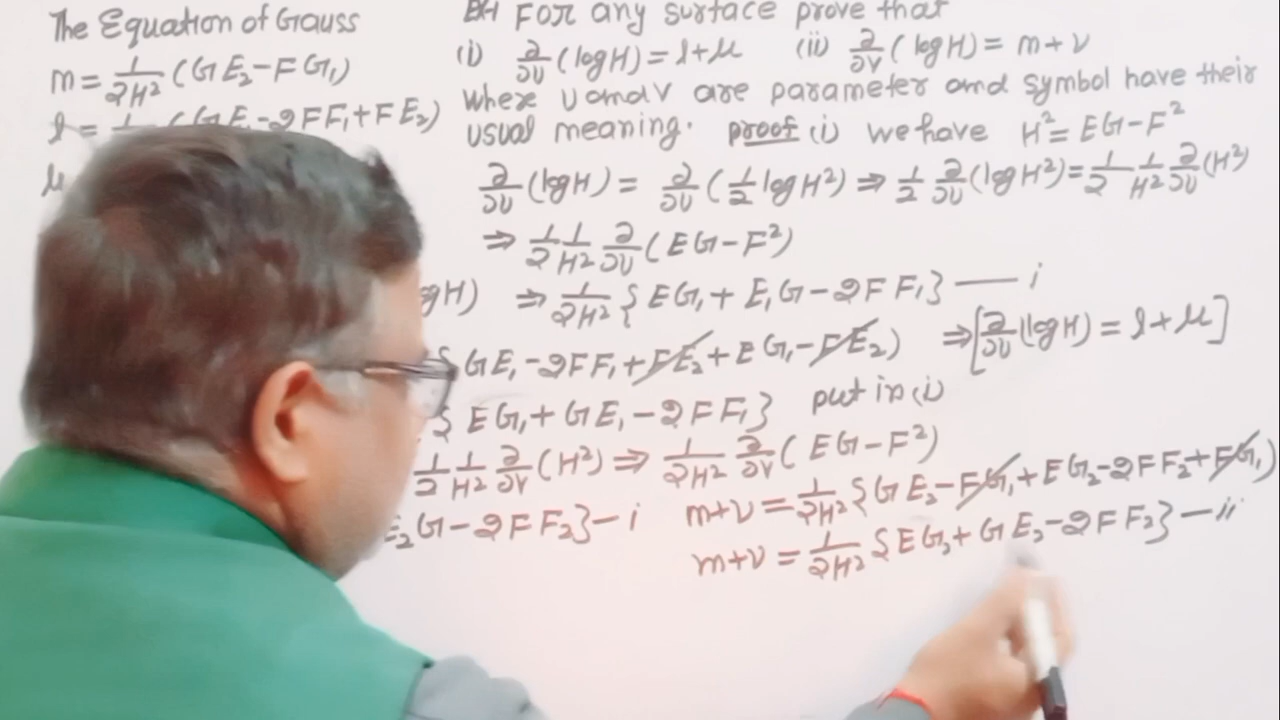 The Equation of Gauss
m = 1/2H² (GE₂ - FG₁)
l = (GE₁ - 2FF₁ + FE₂)
μ
For any surface prove that
(i) ∂/∂u (log H) = l + μ (ii) ∂/∂v (log H) = m + ν
where u and v are parameter and symbol have their
usual meaning. proof (i) we have H² = EG - F²
∂/∂u (log H) = ∂/∂u (1/2 log H²) ⇒ 1/2 ∂/∂u (log H²) = 1/2 1/H² ∂/∂u (H²)
⇒ 1/2 1/H² ∂/∂u (EG - F²)
gH) ⇒ 1/2H² {EG₁ + E₁G - 2FF₁} — i
GE₁ - 2FF₁ + FE₂ + EG₁ - FE₂) ⇒ [∂/∂u (log H) = l + μ]
{EG₁ + GE₁ - 2FF₁} put in (i)
1/2 1/H² ∂/∂v (H²) ⇒ 1/2H² ∂/∂v (EG - F²)
E₂G - 2FF₂} - i
m + ν = 1/2H² {GE₂ - FG₁ + EG₂ - 2FF₂ + FG₁)
m + ν = 1/2H² {EG₂ + GE₂ - 2FF₂} - ii